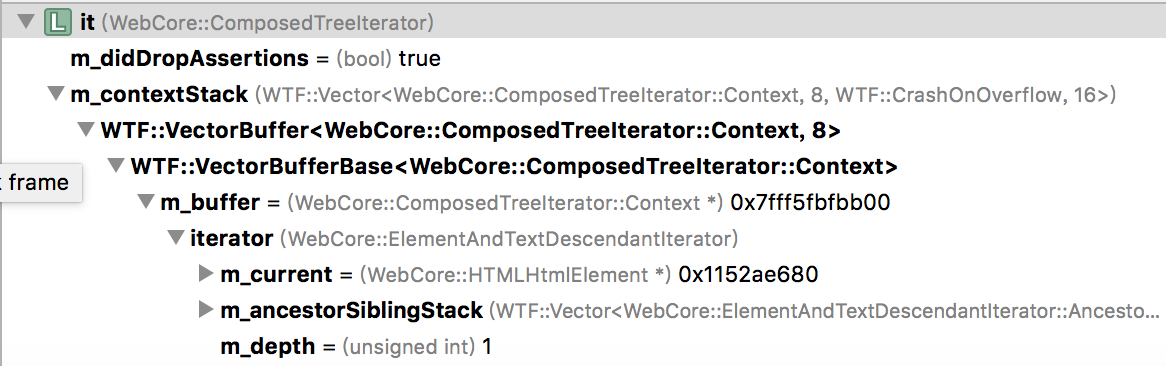 L it (WebCore::ComposedTreeIterator)
m_didDropAssertions = (bool) true
m_contextStack (WTF::Vector<WebCore::ComposedTreeIterator::Context, 8, WTF::CrashOnOverflow, 16>)
WTF::VectorBuffer<WebCore::ComposedTreeIterator::Context, 8>
WTF::VectorBufferBase<WebCore::ComposedTreeIterator::Context>
frame
m_buffer = (WebCore::ComposedTreeIterator::Context *) 0x7fff5fbfbb00
iterator (WebCore::ElementAndTextDescendantIterator)
m_current = (WebCore::HTMLHtmlElement *) 0x1152ae680
m_ancestorSiblingStack (WTF::Vector<WebCore::ElementAndTextDescendantIterator::Ancesto...
m_depth = (unsigned int) 1